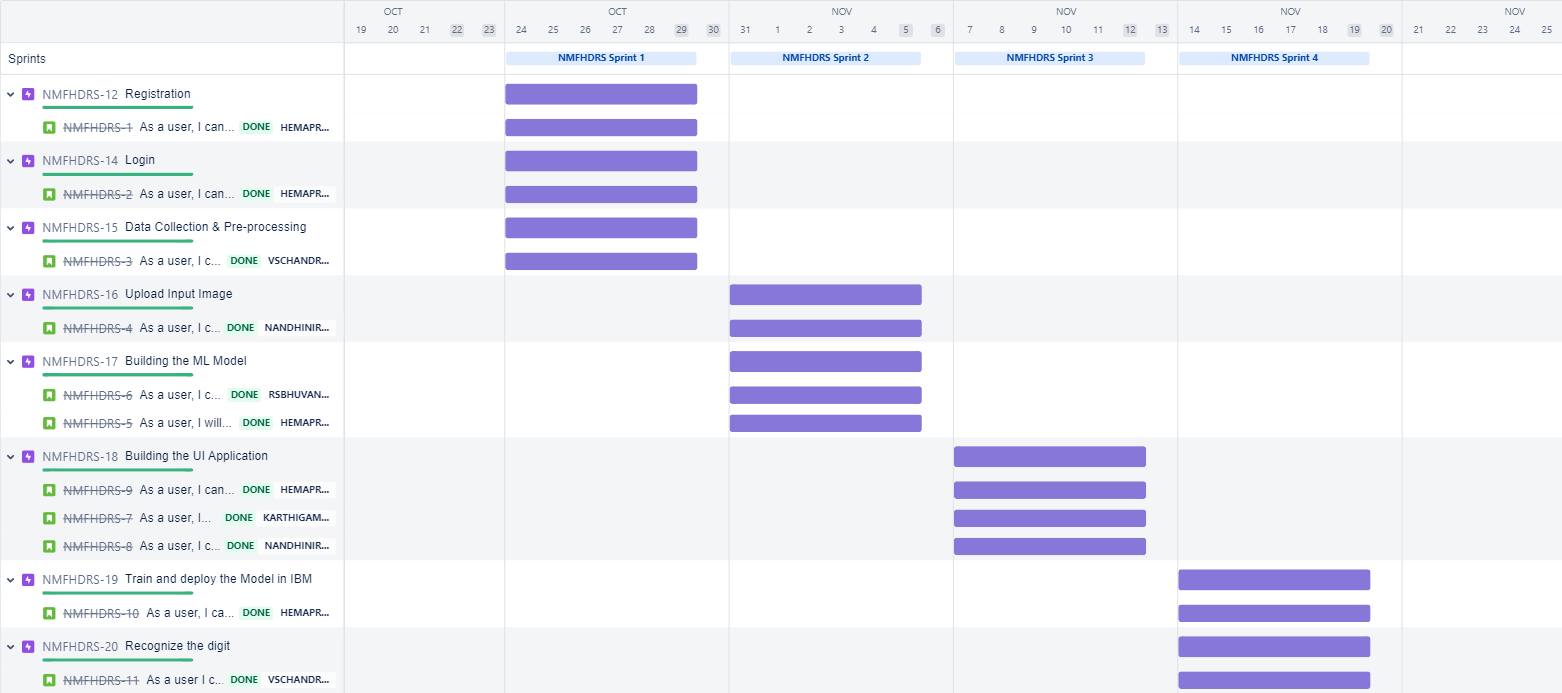 OCT OCT NOV NOV NOV NOV
19 20 21 22 23 24 25 26 27 28 29 30 31 1 2 3 4 5 6 7 8 9 10 11 12 13 14 15 16 17 18 19 20 21 22 23 24 25
Sprints NMFHDRS Sprint 1 NMFHDRS Sprint 2 NMFHDRS Sprint 3 NMFHDRS Sprint 4
NMFHDRS-12 Registration
NMFHDRS-1 As a user, I can... DONE HEMAPR...
NMFHDRS-14 Login
NMFHDRS-2 As a user, I can... DONE HEMAPR...
NMFHDRS-15 Data Collection & Pre-processing
NMFHDRS-3 As a user, I c... DONE VSCHANDR...
NMFHDRS-16 Upload Input Image
NMFHDRS-4 As a user, I c... DONE NANDHINIR...
NMFHDRS-17 Building the ML Model
NMFHDRS-6 As a user, I c... DONE RSBHUVAN...
NMFHDRS-5 As a user, I will... DONE HEMAPR...
NMFHDRS-18 Building the UI Application
NMFHDRS-9 As a user, I can... DONE HEMAPR...
NMFHDRS-7 As a user, I... DONE KARTHIGAM...
NMFHDRS-8 As a user, I c... DONE NANDHINIR...
NMFHDRS-19 Train and deploy the Model in IBM
NMFHDRS-10 As a user, I ca... DONE HEMAPR...
NMFHDRS-20 Recognize the digit
NMFHDRS-11 As a user I c... DONE VSCHANDR...